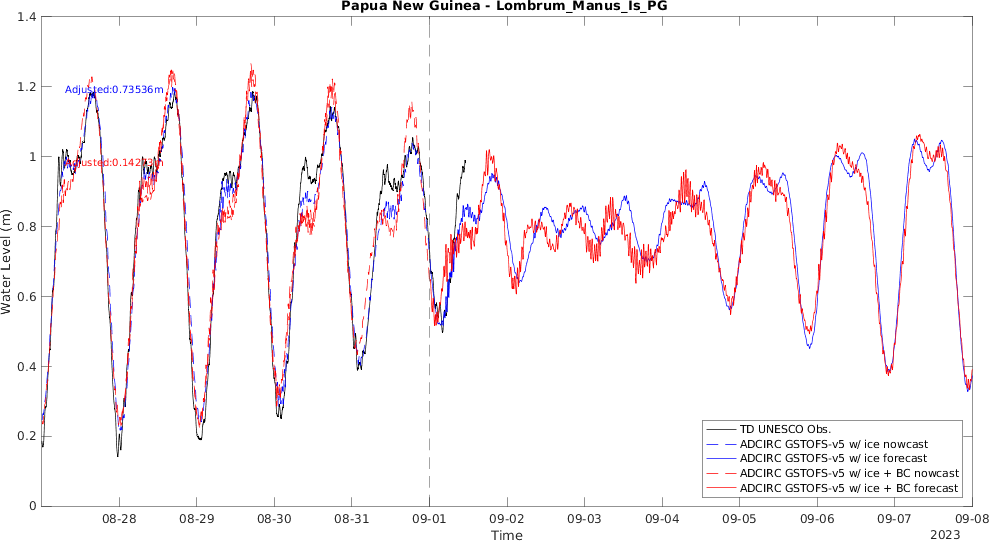 Papua New Guinea - Lombrum_Manus_Is_PG
1.4
1.2
1
0.8
0.6
0.4
0.2
0
Water Level (m)
Adjusted:0.73536m
08-28
08-29
08-30
08-31
09-01
09-02
09-03
09-04
09-05
09-06
09-07
09-08
Time
2023
TD UNESCO Obs.
ADCIRC GSTOFS-v5 w/ ice nowcast
ADCIRC GSTOFS-v5 w/ ice forecast
ADCIRC GSTOFS-v5 w/ ice + BC nowcast
ADCIRC GSTOFS-v5 w/ ice + BC forecast